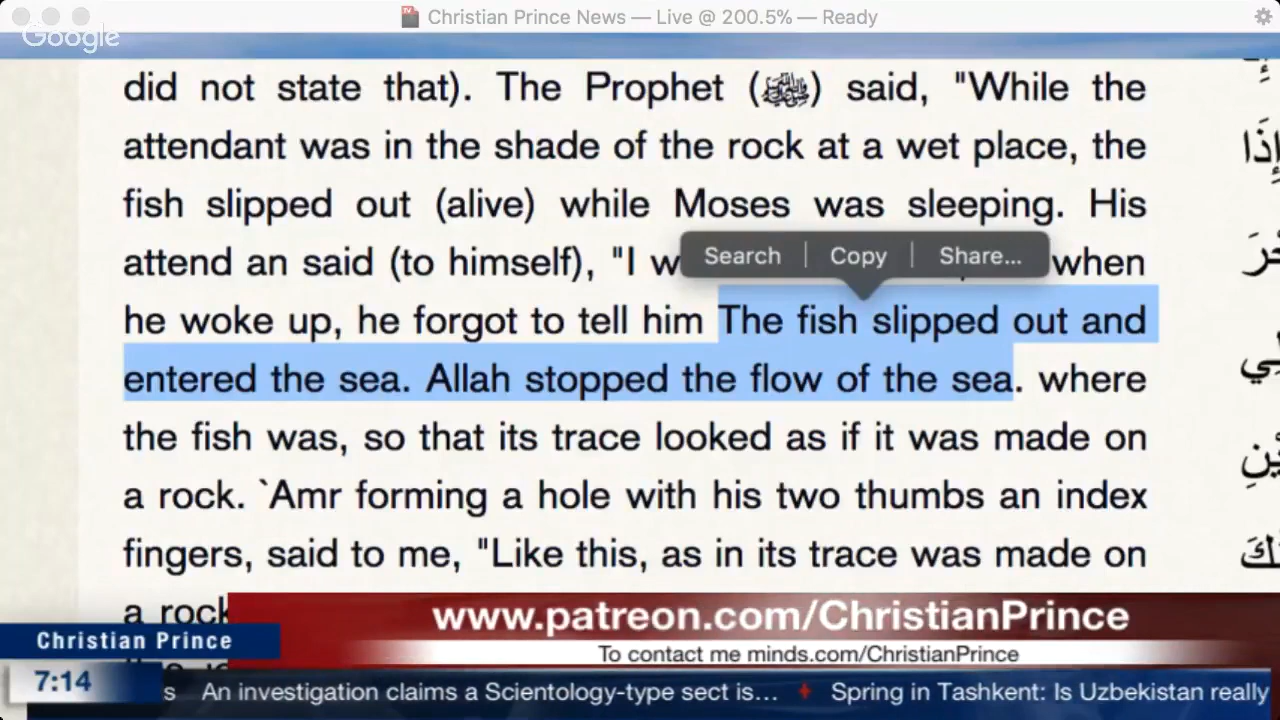 Christian Prince News — Live @ 200.5% — Ready
Google
did not state that). The Prophet (ﷺ) said, "While the
attendant was in the shade of the rock at a wet place, the
fish slipped out (alive) while Moses was sleeping. His
attend an said (to himself), "I w when
Search Copy Share...
he woke up, he forgot to tell him The fish slipped out and
entered the sea. Allah stopped the flow of the sea. where
the fish was, so that its trace looked as if it was made on
a rock. `Amr forming a hole with his two thumbs an index
fingers, said to me, "Like this, as in its trace was made on
a rock
إِذَا
www.patreon.com/ChristianPrince
To contact me minds.com/ChristianPrince
Christian Prince
7:14
s An investigation claims a Scientology-type sect is... ♦ Spring in Tashkent: Is Uzbekistan really